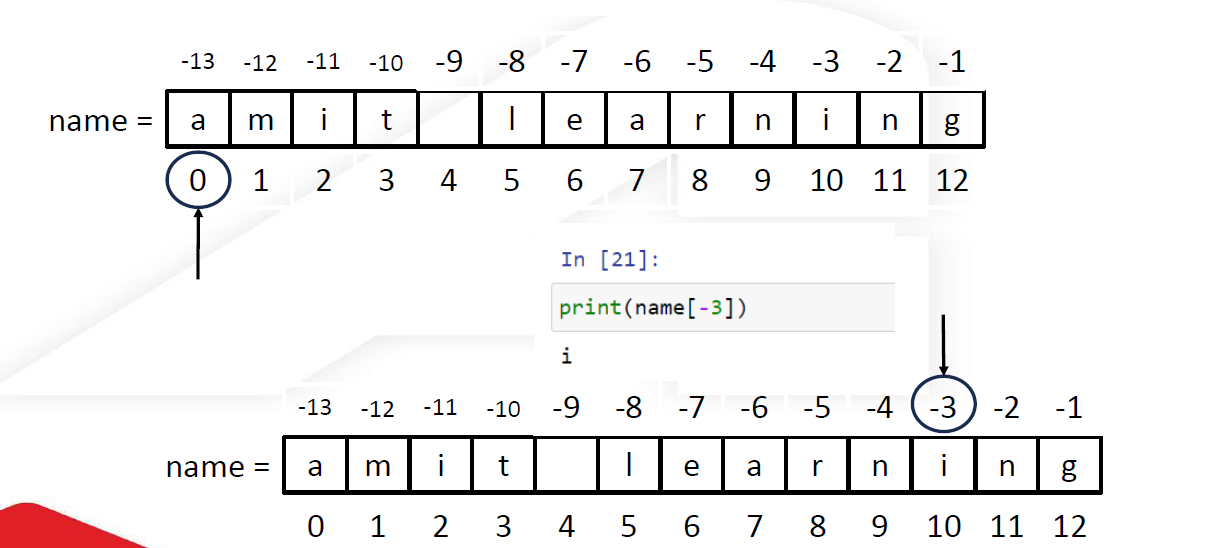 -13 -12 -11 -10 -9 -8 -7 -6 -5 -4 -3 -2 -1
name = a m i t l e a r n i n g
0 1 2 3 4 5 6 7 8 9 10 11 12
In [21]:
print(name[-3])
i
-13 -12 -11 -10 -9 -8 -7 -6 -5 -4 -3 -2 -1
name = a m i t l e a r n i n g
0 1 2 3 4 5 6 7 8 9 10 11 12